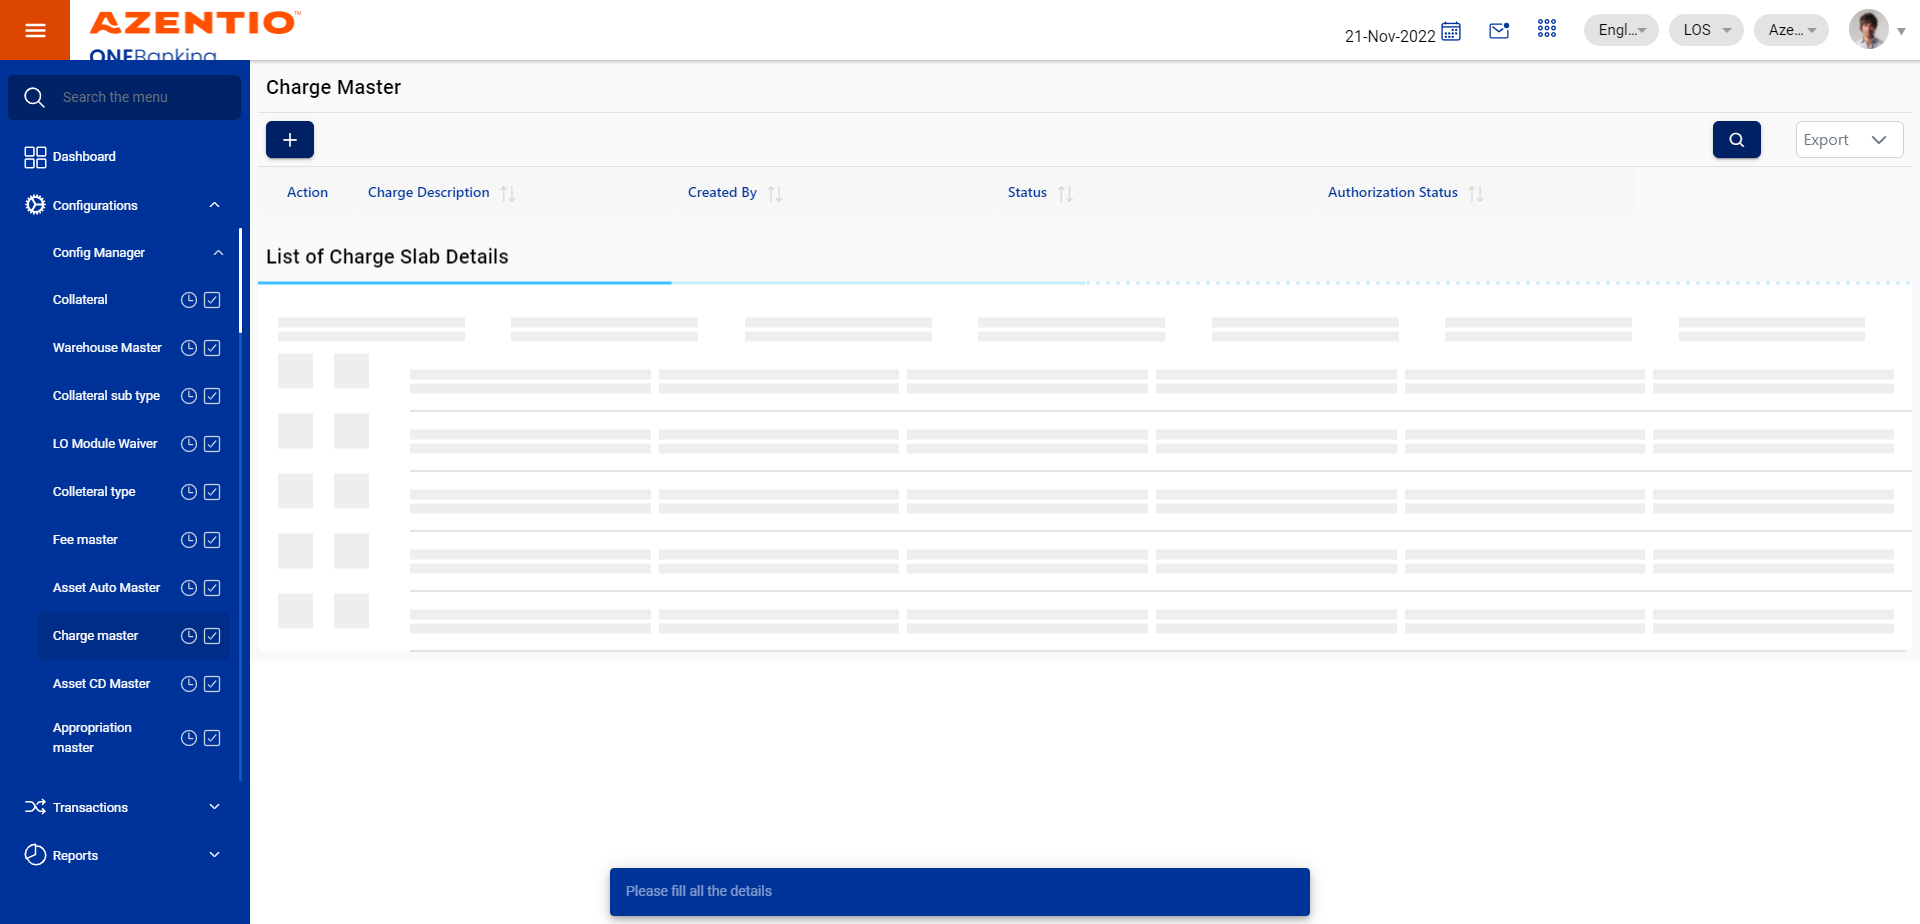 AZENTIO™
ONEBanking
21-Nov-2022
Engl...
LOS
Aze...
Search the menu
Dashboard
Configurations
Config Manager
Collateral
Warehouse Master
Collateral sub type
LO Module Waiver
Colleteral type
Fee master
Asset Auto Master
Charge master
Asset CD Master
Appropriation
master
Transactions
Reports
Charge Master
Export
Action Charge Description Created By Status Authorization Status
List of Charge Slab Details
Please fill all the details